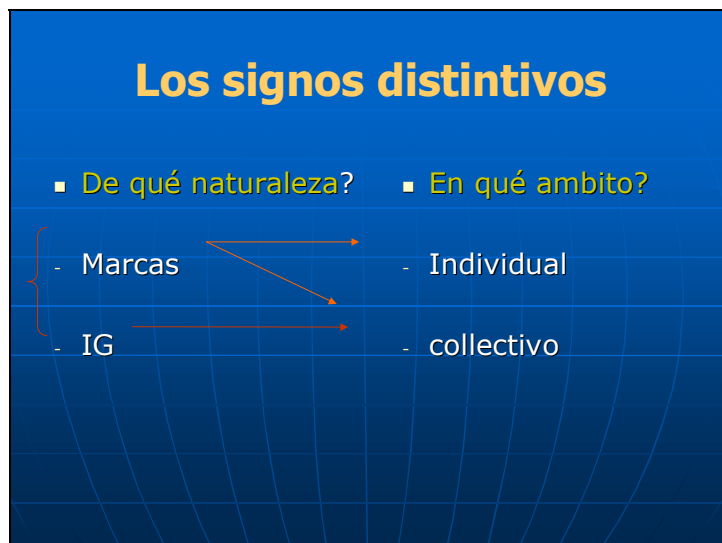 Los signos distintivos
De qué naturaleza?
- Marcas
- IG
En qué ambito?
- Individual
- collectivo